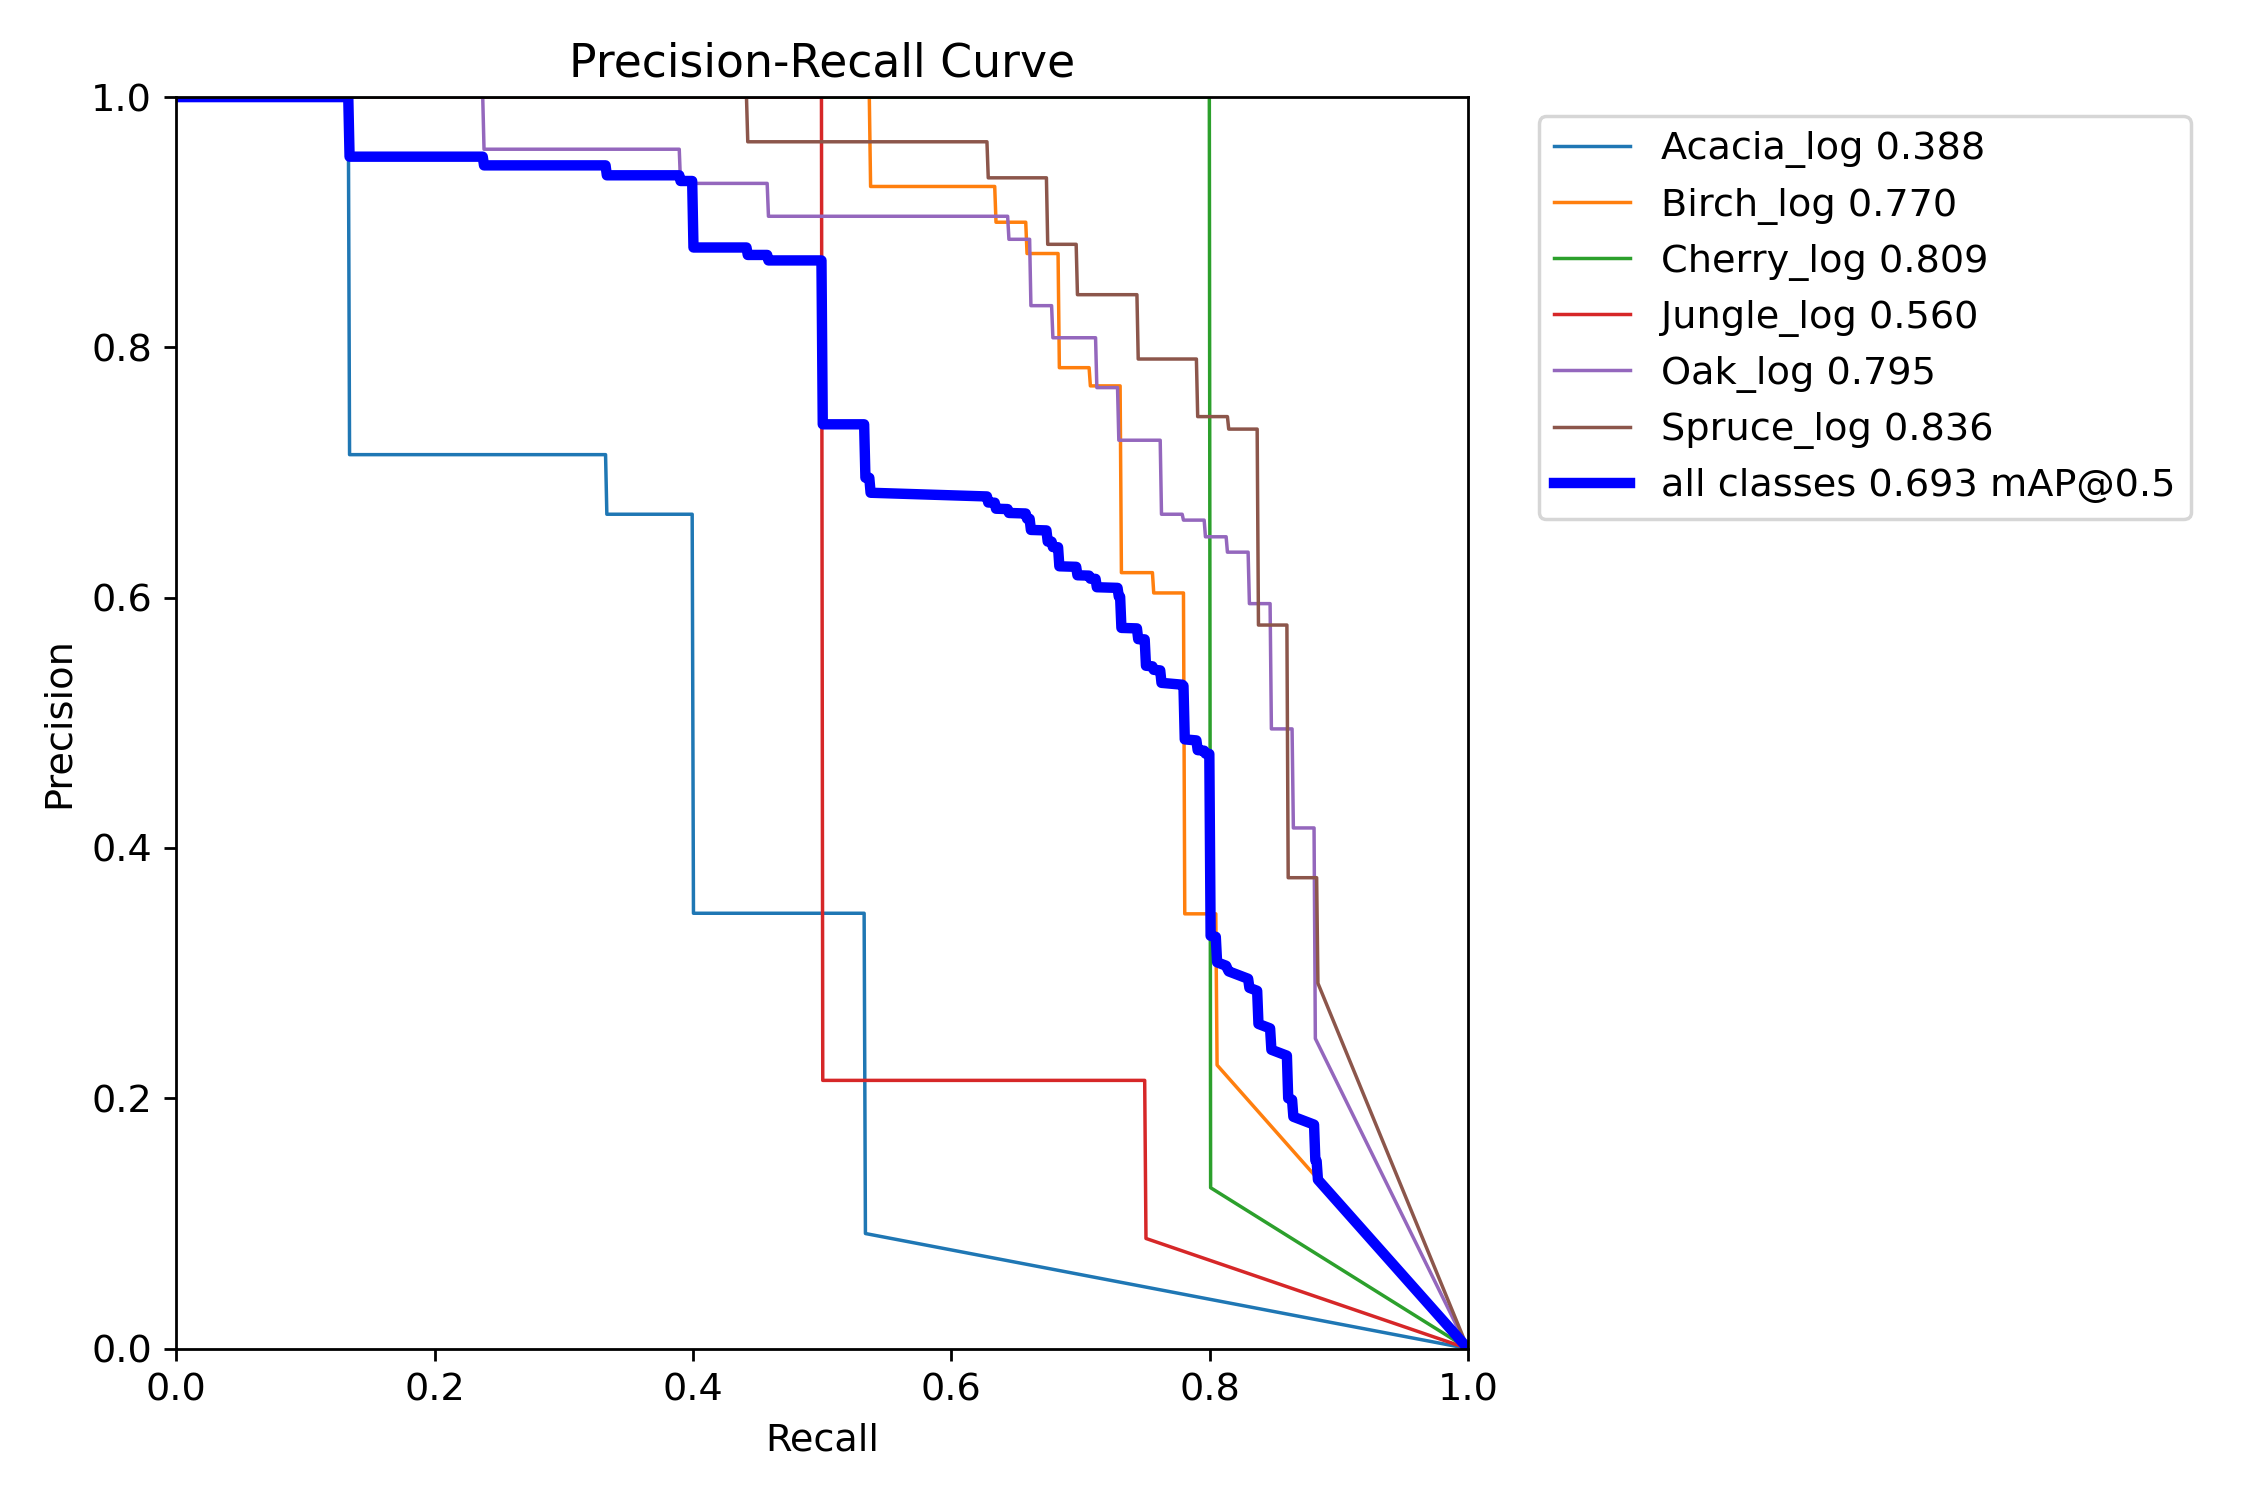 Precision-Recall Curve
1.0
0.8
0.6
0.4
0.2
0.0
Precision
0.0 0.2 0.4 0.6 0.8 1.0
Recall
Acacia_log 0.388
Birch_log 0.770
Cherry_log 0.809
Jungle_log 0.560
Oak_log 0.795
Spruce_log 0.836
all classes 0.693 mAP@0.5